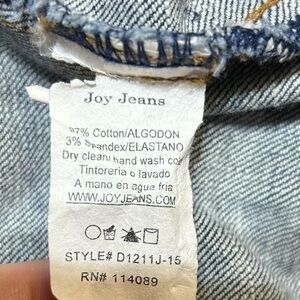 Joy Jeans
97% Cotton/ALGODON
3% Spandex/ELASTANO
Dry clean/ hand wash col
Tintoreria o lavado
A mano en agua fria
WWW.JOYJEANS.COM
STYLE# D1211J-15
RN# 114089